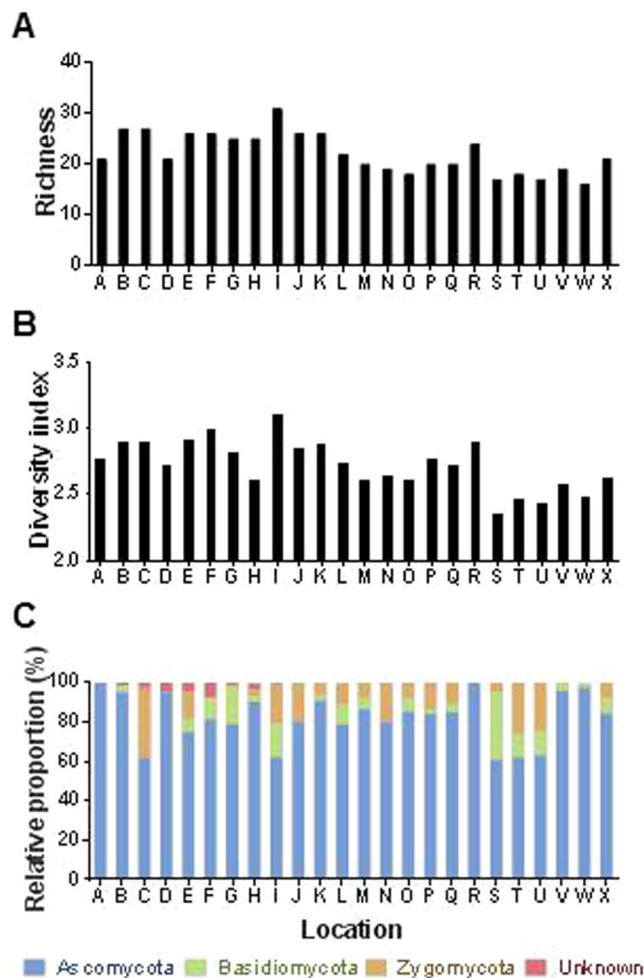 A
Richness
40
30
20
10
0
A B C D E F G H I J K L M N O P Q R S T U V W X
B
Diversity index
3.5
3.0
2.5
2.0
A B C D E F G H I J K L M N O P Q R S T U V W X
C
Relative proportion (%)
100
80
60
40
20
0
A B C D E F G H I J K L M N O P Q R S T U V W X
Location
Ascomycota Basidiomycota Zygomycota Unknown